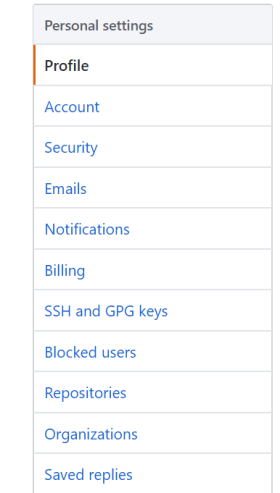 Personal settings
Profile
Account
Security
Emails
Notifications
Billing
SSH and GPG keys
Blocked users
Repositories
Organizations
Saved replies